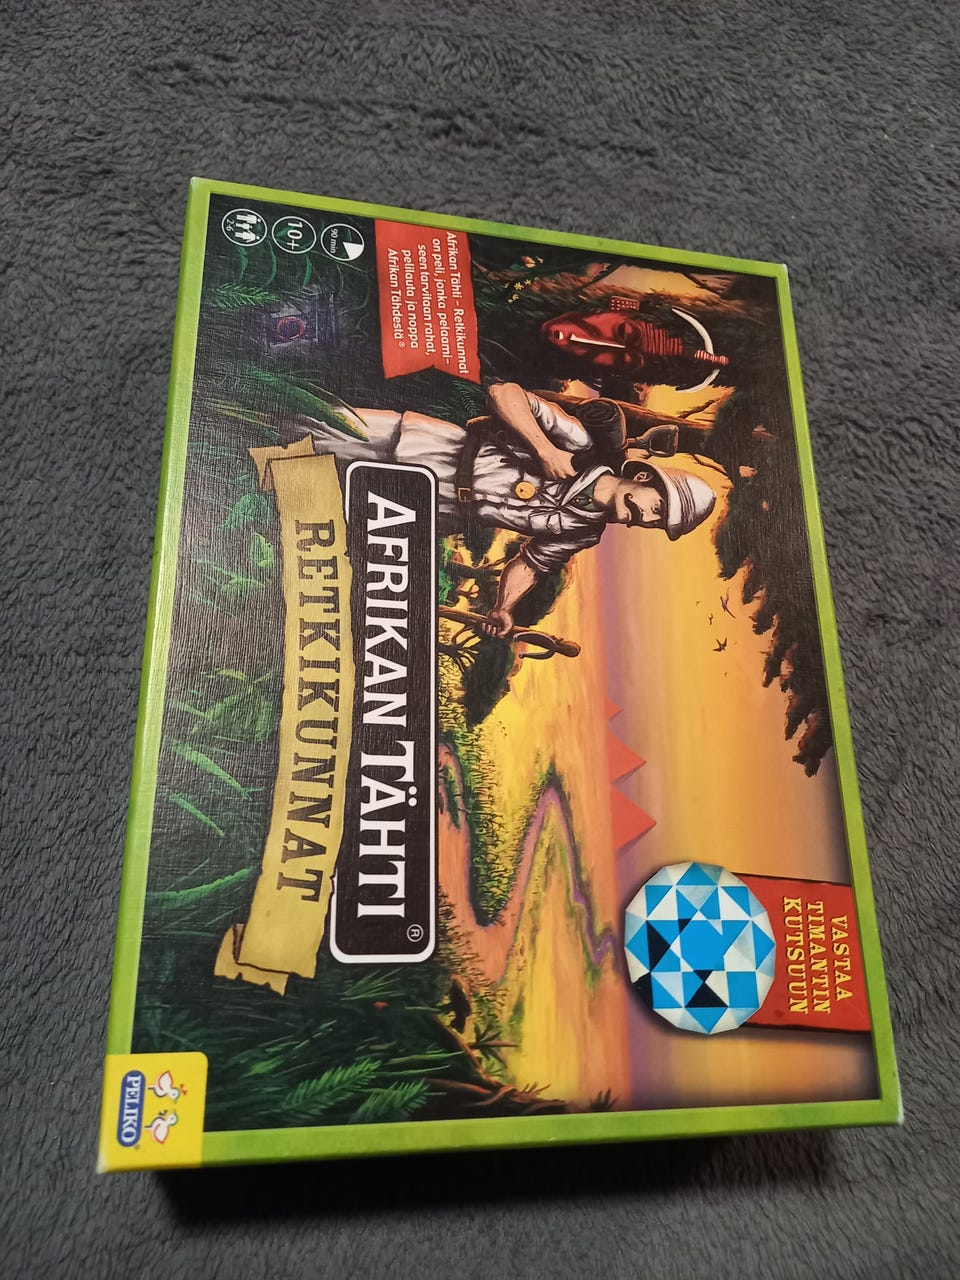 VASTAA
TIMANTIN
KUTSUUN
Afrikan Tähti – Retkikunnat
on peli, jonka pelaami-
seen tarvitaan rahat,
pelilauta ja noppa
Afrikan Tähdestä ®
90 min
10+
2-6
AFRIKAN TÄHTI ®
RETKIKUNNAT
PELIKO®